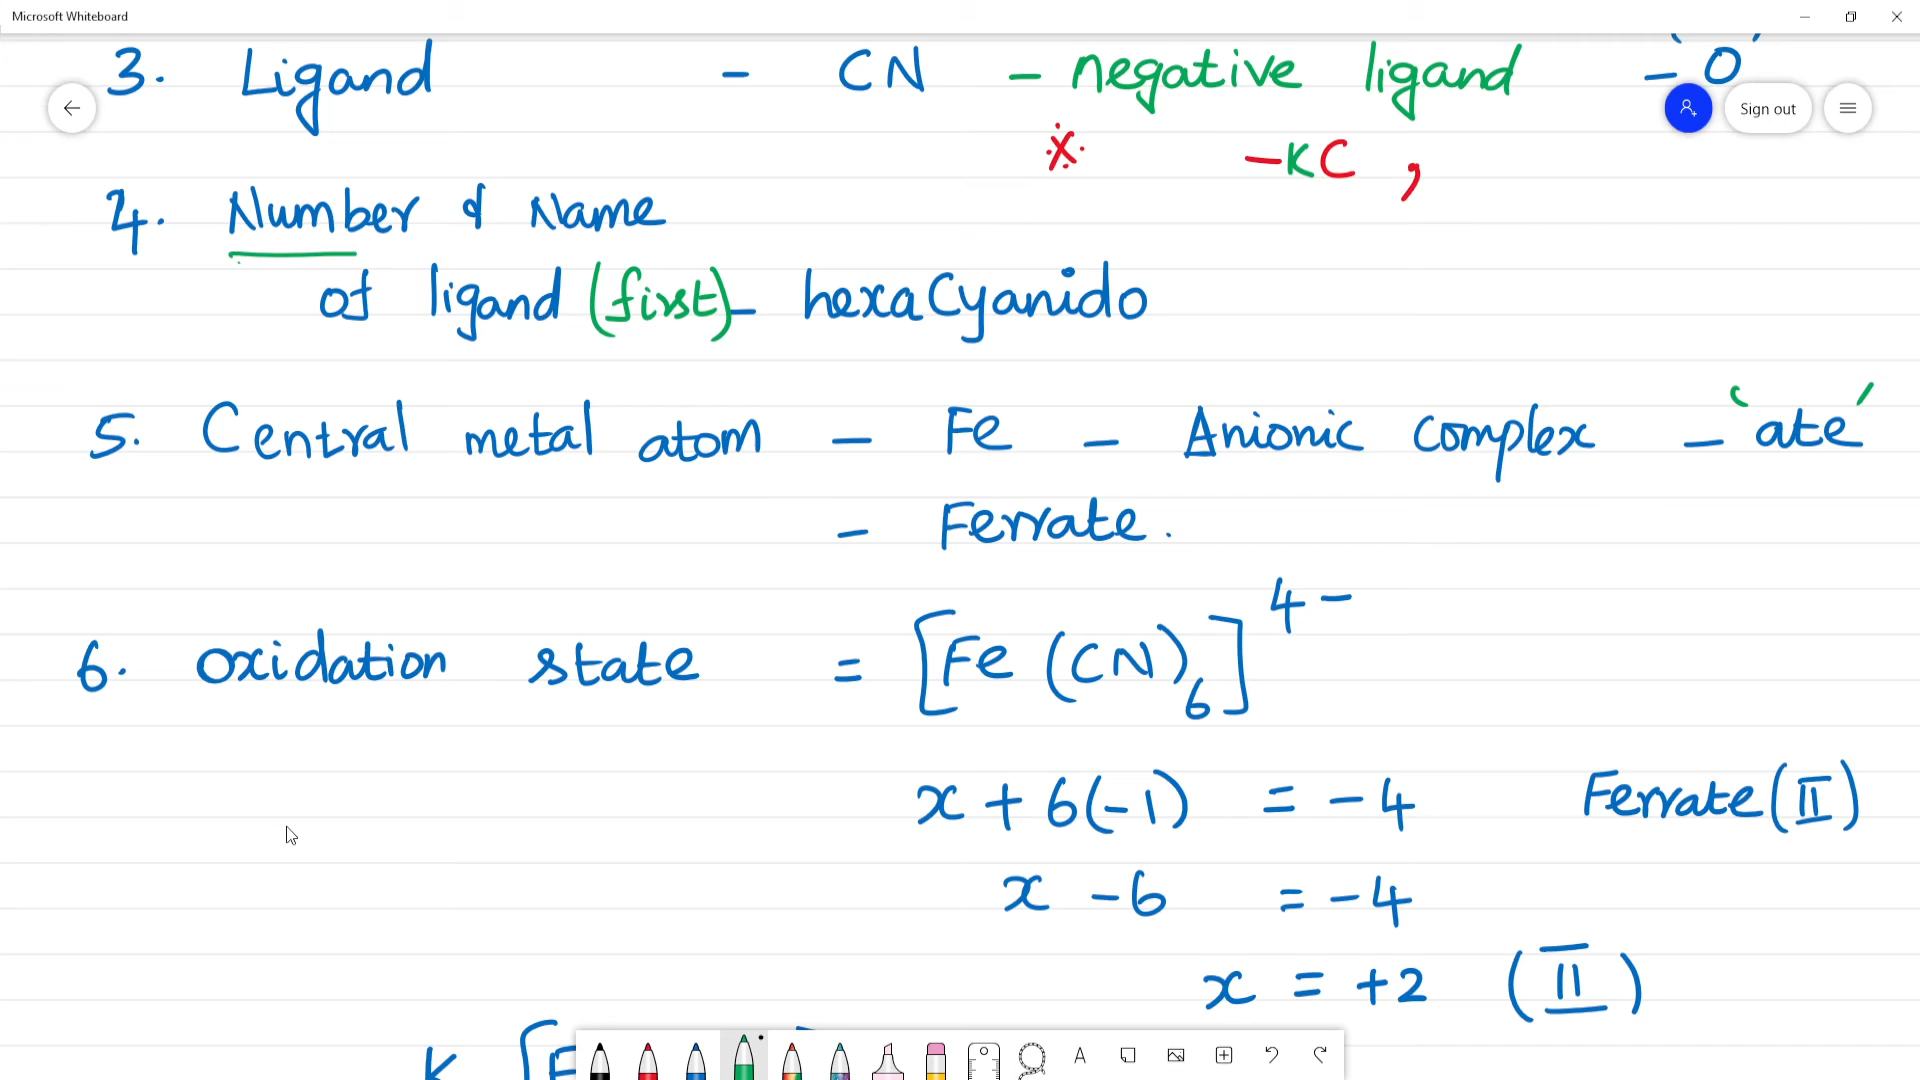 Microsoft Whiteboard
3. Ligand - CN - negative ligand - 'O'
Sign out
-KC ,
4. Number & Name
of ligand (first)- hexaCyanido
5. Central metal atom - Fe - Anionic complex - 'ate'
- Ferrate.
6. oxidation state = [Fe (CN)6]4-
x + 6(-1) = -4 Ferrate (II)
x - 6 = -4
x = +2 (II)
K [F